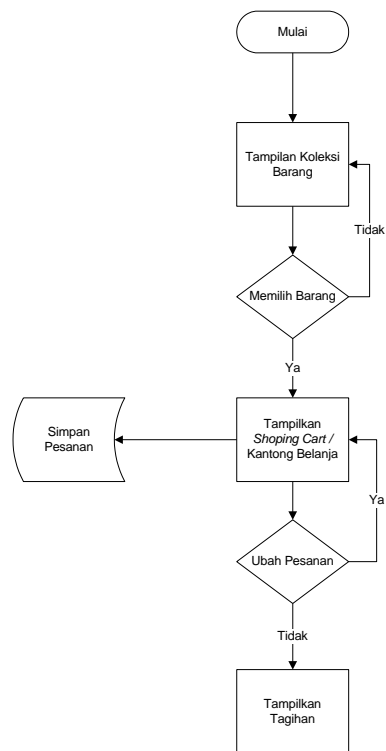 Mulai
Tampilan Koleksi
Barang
Tidak
Memilih Barang
Ya
Simpan
Pesanan
Tampilkan
Shoping Cart /
Kantong Belanja
Ya
Ubah Pesanan
Tidak
Tampilkan
Tagihan